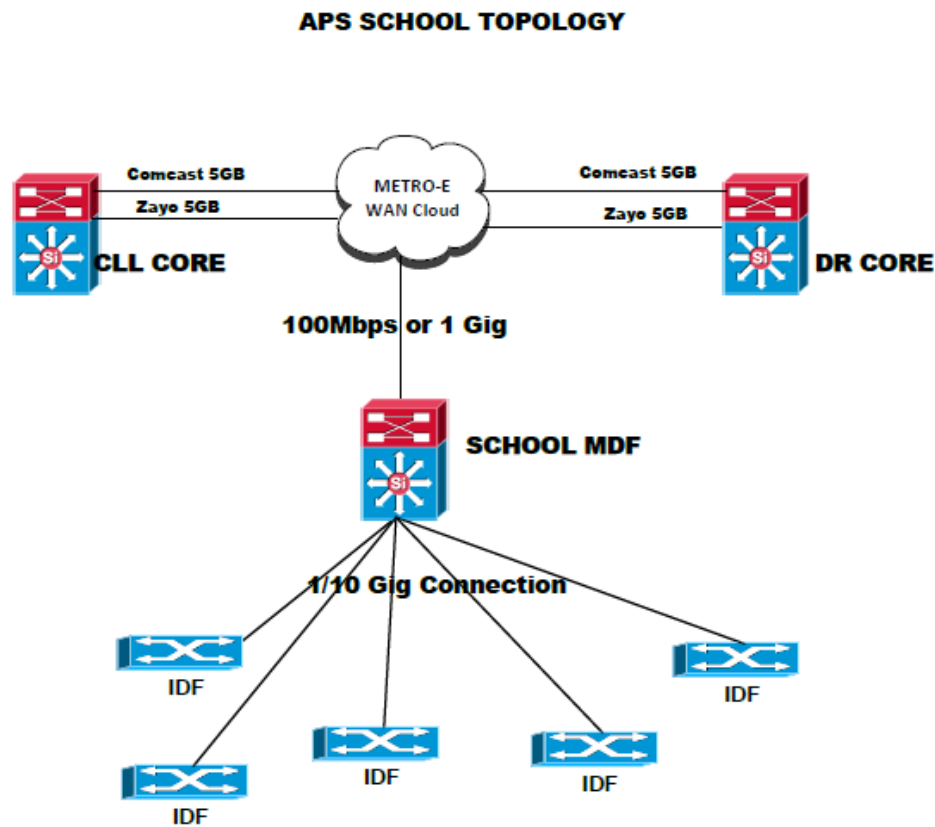 APS SCHOOL TOPOLOGY
Comcast 5GB
Zayo 5GB
METRO-E
WAN Cloud
Comcast 5GB
Zayo 5GB
Si
CLL CORE
Si
DR CORE
100Mbps or 1 Gig
SCHOOL MDF
Si
1/10 Gig Connection
IDF
IDF
IDF
IDF
IDF